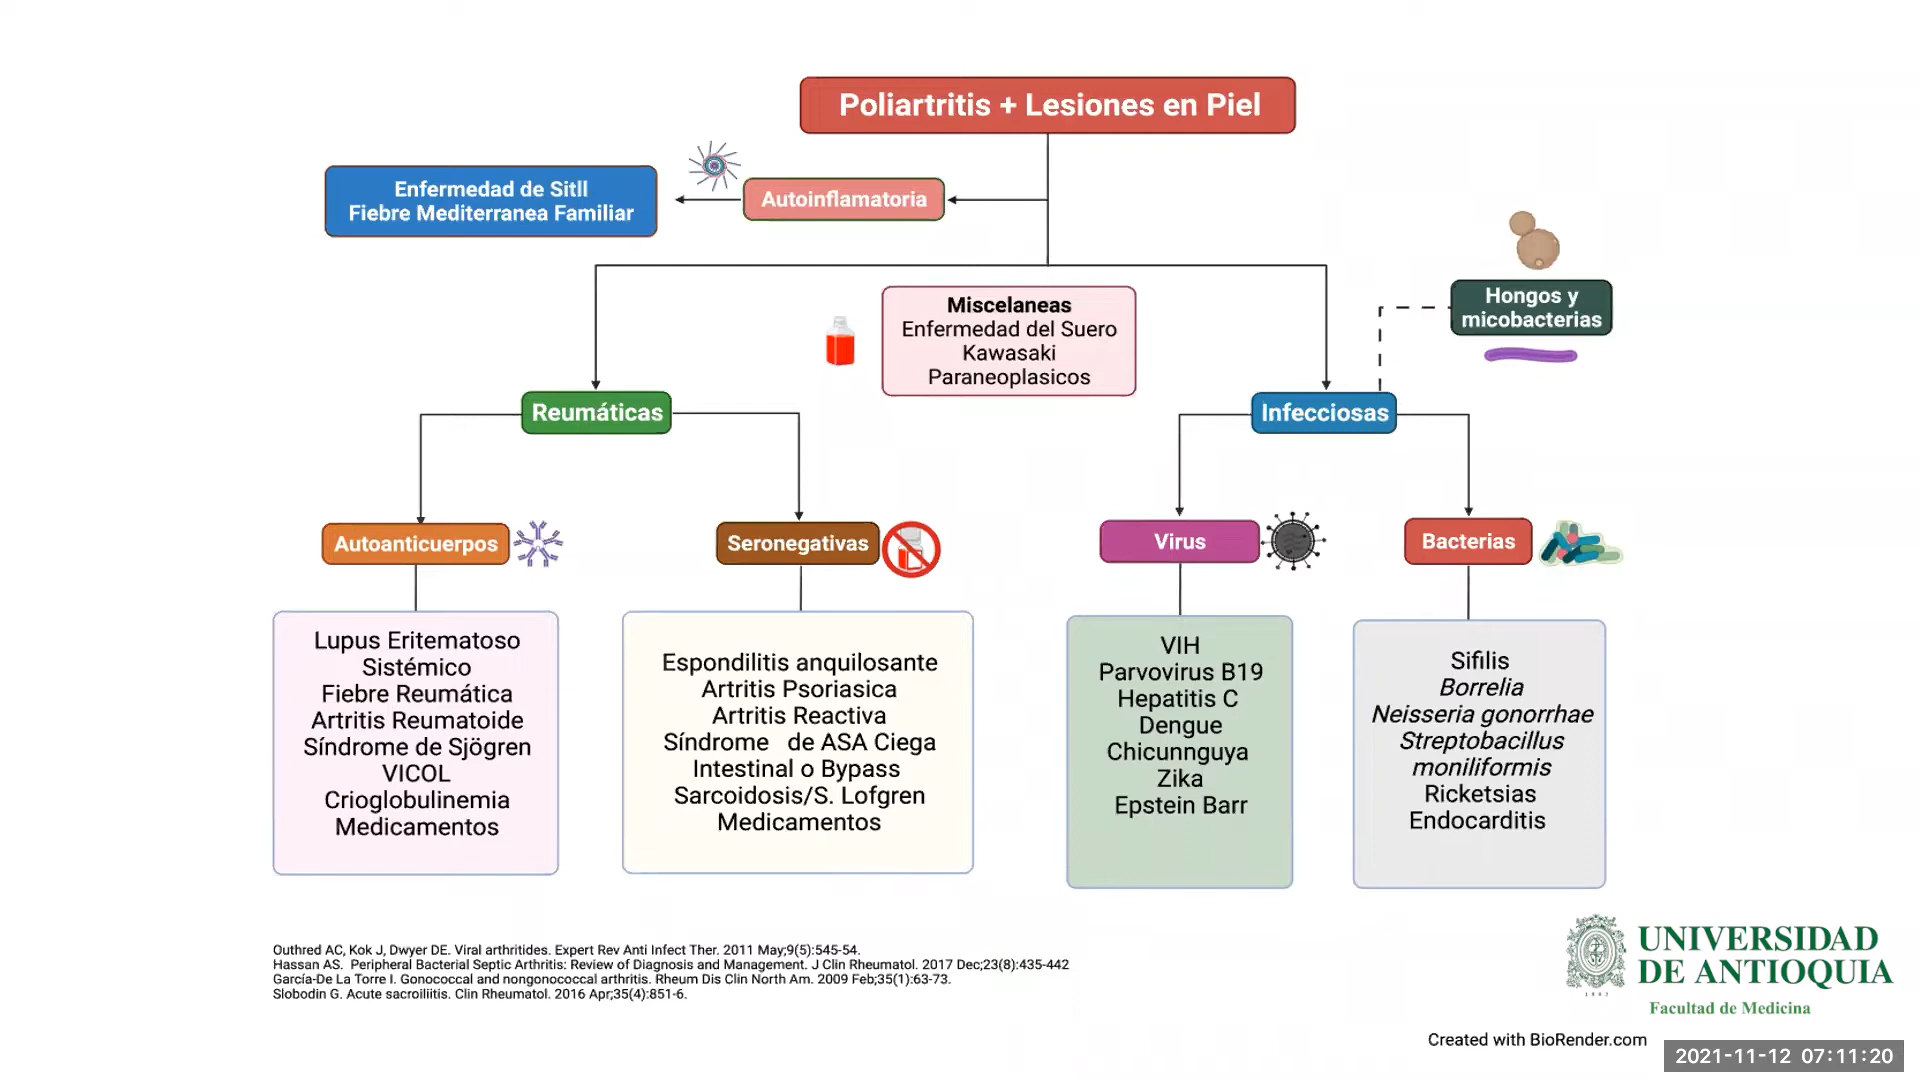 Poliartritis + Lesiones en Piel
Enfermedad de Sitll
Fiebre Mediterranea Familiar
Autoinflamatoria
Miscelaneas
Enfermedad del Suero
Kawasaki
Paraneoplasicos
Hongos y
micobacterias
Reumáticas
Infecciosas
Autoanticuerpos
Seronegativas
Virus
Bacterias
Lupus Eritematoso
Sistémico
Fiebre Reumática
Artritis Reumatoide
Síndrome de Sjögren
VICOL
Crioglobulinemia
Medicamentos
Espondilitis anquilosante
Artritis Psoriasica
Artritis Reactiva
Síndrome de ASA Ciega
Intestinal o Bypass
Sarcoidosis/S. Lofgren
Medicamentos
VIH
Parvovirus B19
Hepatitis C
Dengue
Chicunnguya
Zika
Epstein Barr
Sifilis
Borrelia
Neisseria gonorrhae
Streptobacillus
moniliformis
Ricketsias
Endocarditis
Outhred AC, Kok J, Dwyer DE. Viral arthritides. Expert Rev Anti Infect Ther. 2011 May;9(5):545-54.
Hassan AS. Peripheral Bacterial Septic Arthritis: Review of Diagnosis and Management. J Clin Rheumatol. 2017 Dec;23(8):435-442
García-De La Torre I. Gonococcal and nongonococcal arthritis. Rheum Dis Clin North Am. 2009 Feb;35(1):63-73.
Slobodin G. Acute sacroiliitis. Clin Rheumatol. 2016 Apr;35(4):851-6.
UNIVERSIDAD
DE ANTIOQUIA
1803
Facultad de Medicina
Created with BioRender.com
2021-11-12 07:11:20